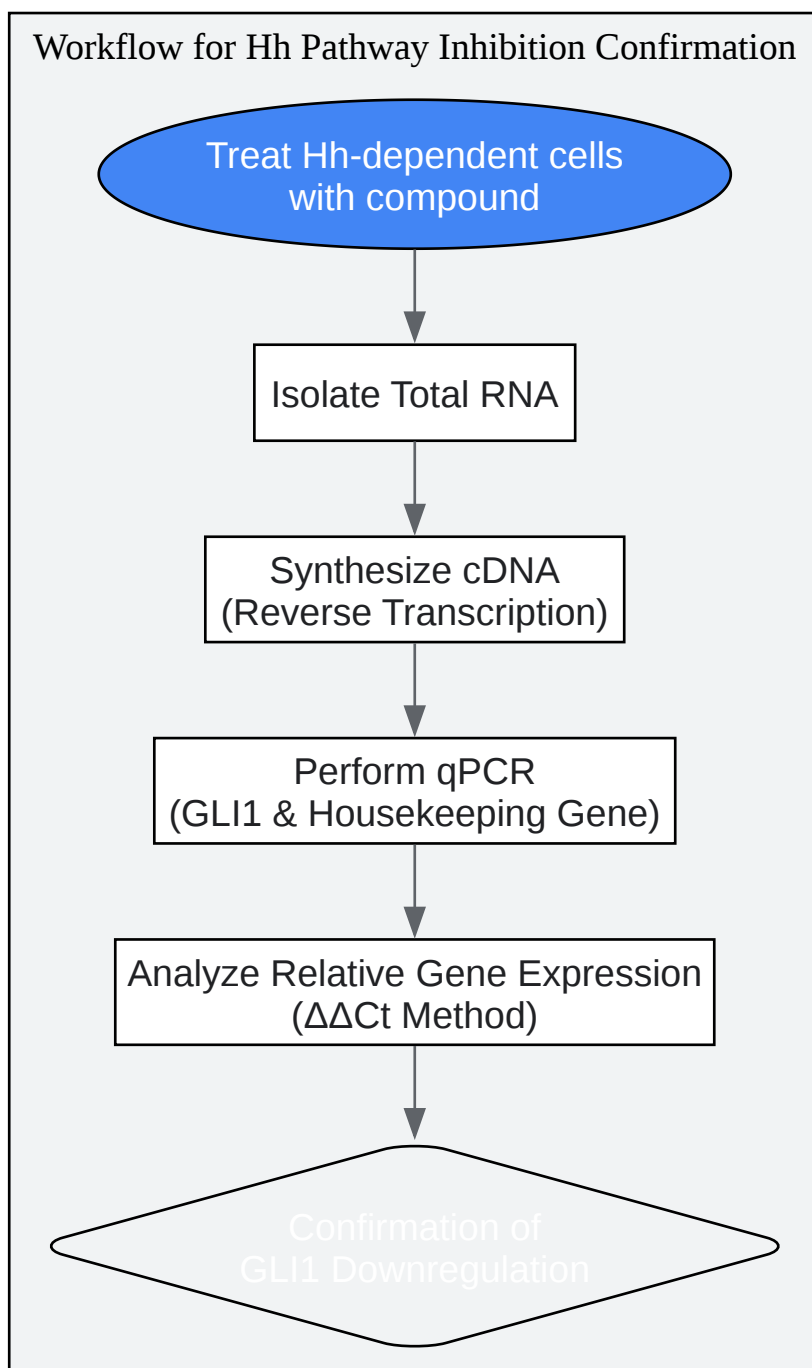 Workflow for Hh Pathway Inhibition Confirmation
Treat Hh-dependent cells
with compound
Isolate Total RNA
Synthesize cDNA
(Reverse Transcription)
Perform qPCR
(GLI1 & Housekeeping Gene)
Analyze Relative Gene Expression
(ΔΔCt Method)
Confirmation of
GLI1 Downregulation